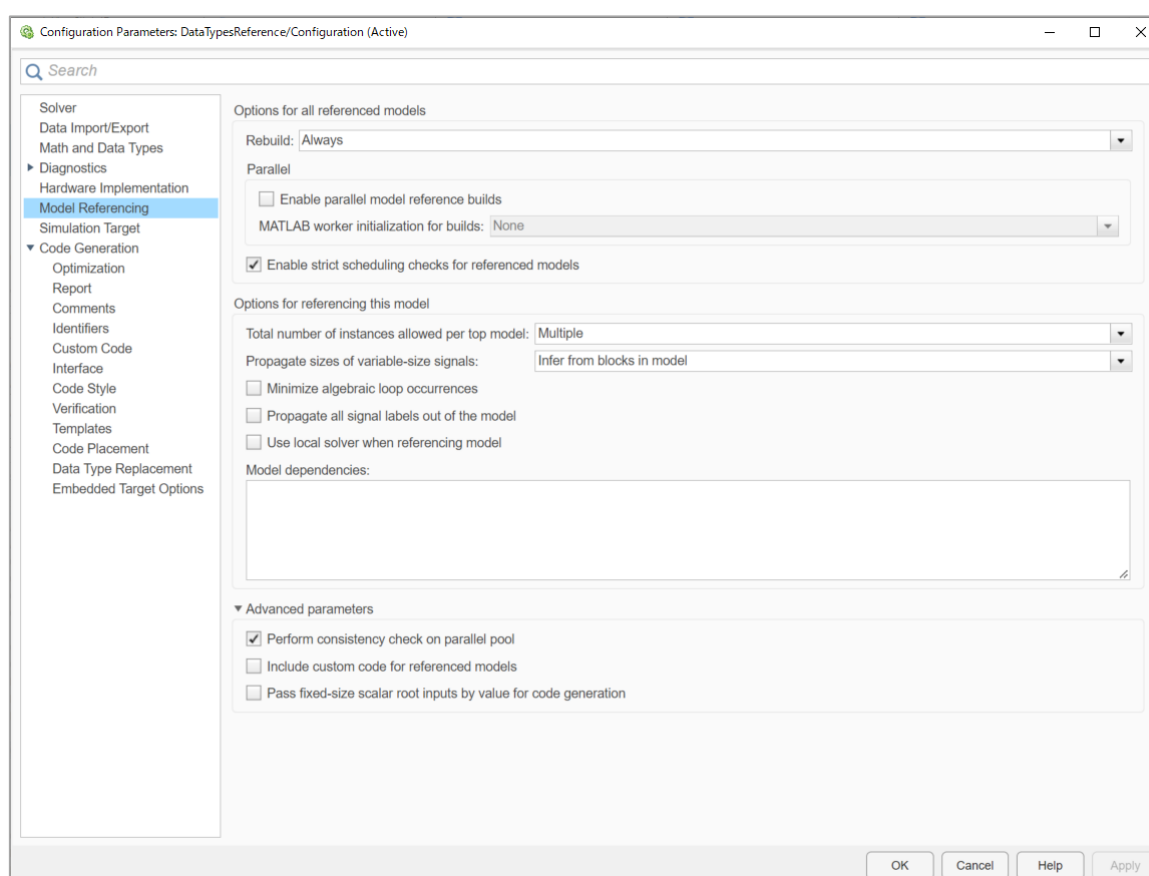 Configuration Parameters: DataTypesReference/Configuration (Active)
Search
Solver
Data Import/Export
Math and Data Types
Diagnostics
Hardware Implementation
Model Referencing
Simulation Target
Code Generation
Optimization
Report
Comments
Identifiers
Custom Code
Interface
Code Style
Verification
Templates
Code Placement
Data Type Replacement
Embedded Target Options
Options for all referenced models
Rebuild: Always
Parallel
Enable parallel model reference builds
MATLAB worker initialization for builds: None
Enable strict scheduling checks for referenced models
Options for referencing this model
Total number of instances allowed per top model: Multiple
Propagate sizes of variable-size signals: Infer from blocks in model
Minimize algebraic loop occurrences
Propagate all signal labels out of the model
Use local solver when referencing model
Model dependencies:
Advanced parameters
Perform consistency check on parallel pool
Include custom code for referenced models
Pass fixed-size scalar root inputs by value for code generation
OK Cancel Help Apply